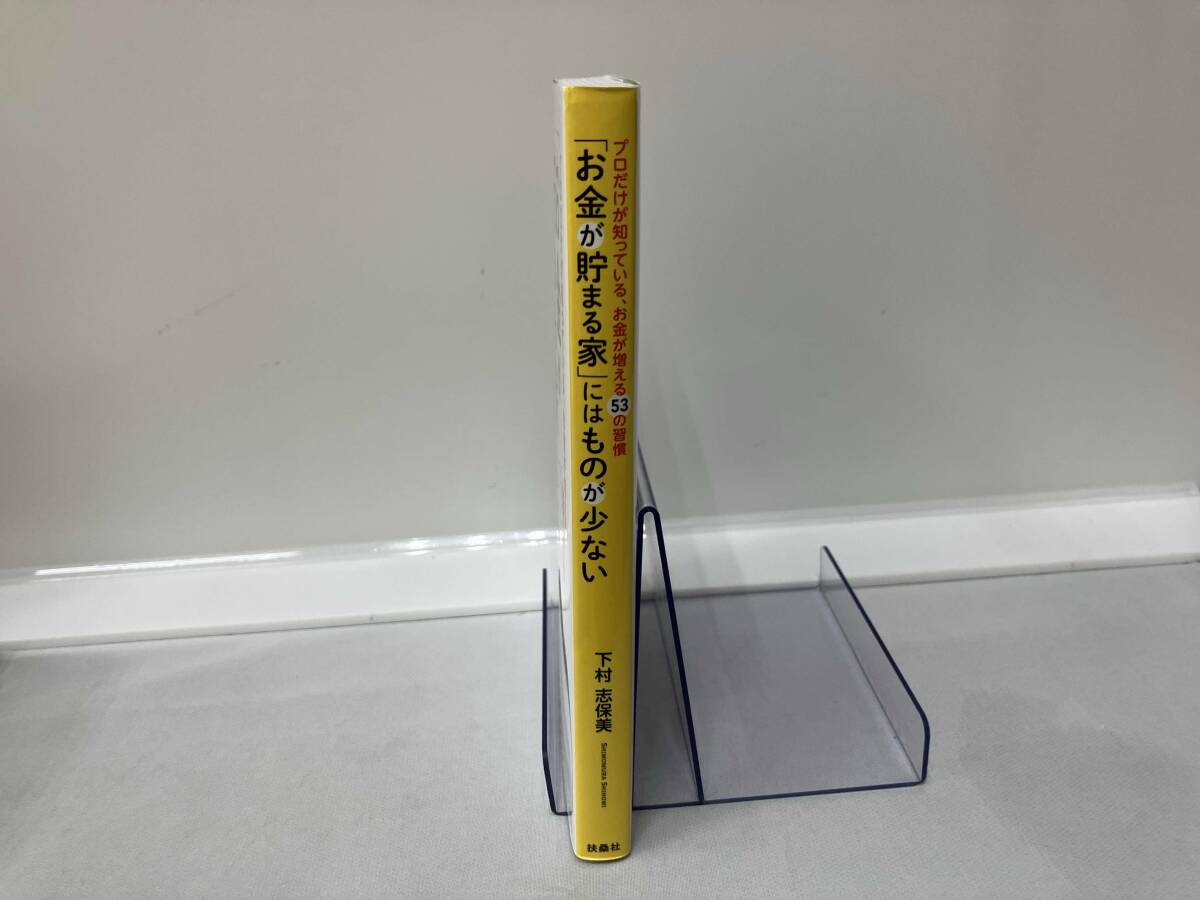 プロだけが知っている、お金が増える53の習慣
「お金が貯まる家」にはものが少ない
下村 志保美
SHIMOMURA SHIHOMI
扶桑社